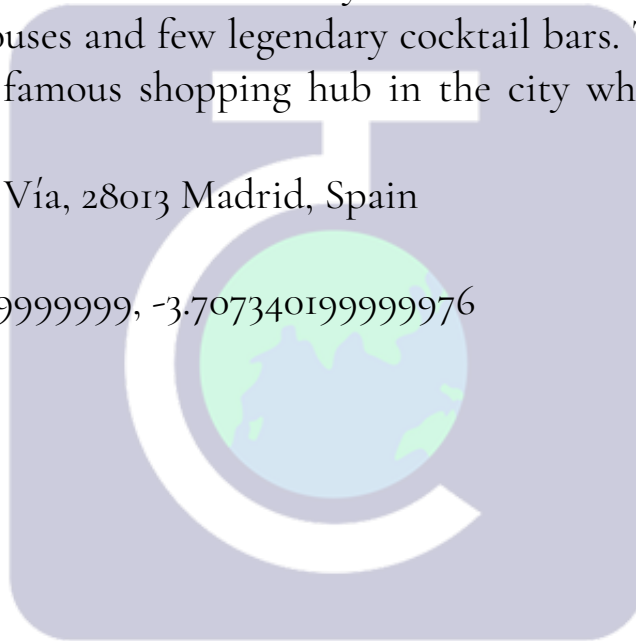 ouses and few legendary cocktail bars.
famous shopping hub in the city
Vía, 28013 Madrid, Spain
9999999, -3.707340199999976